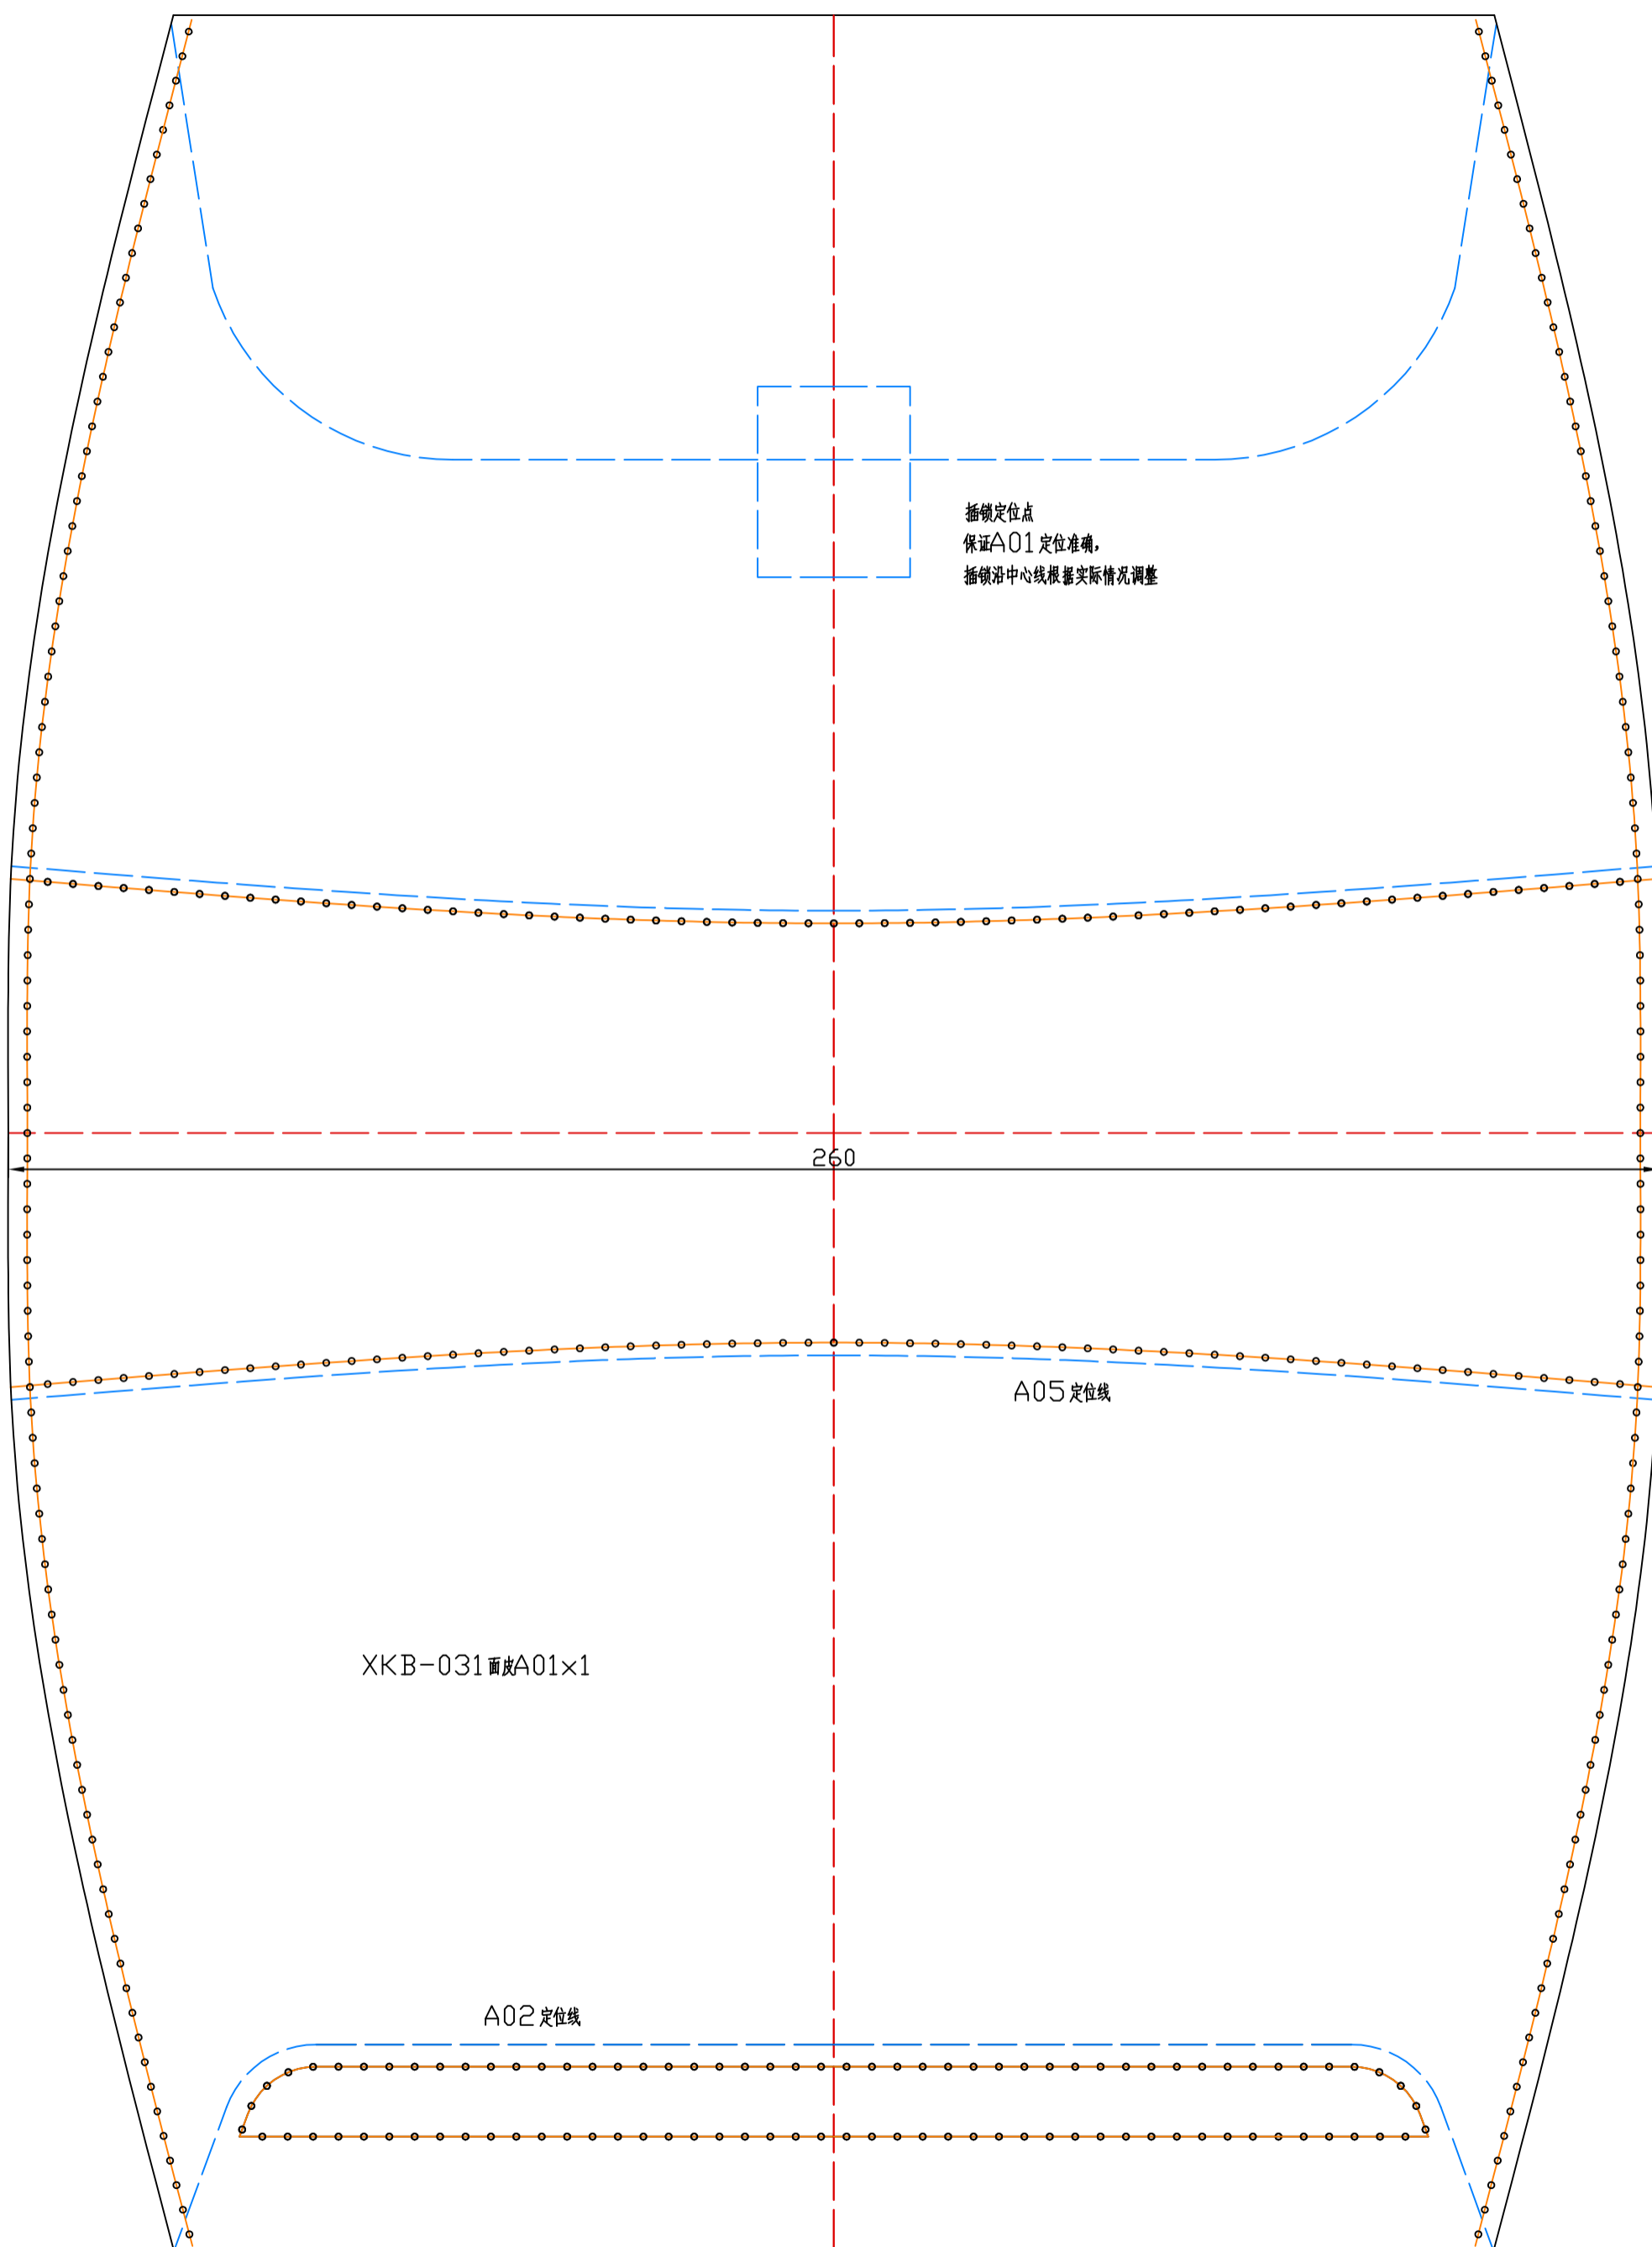 插锁定位点
保证A01定位准确,
插锁沿中心线根据实际情况调整
260
A05定位线
XKB-031面皮A01×1
A02定位线